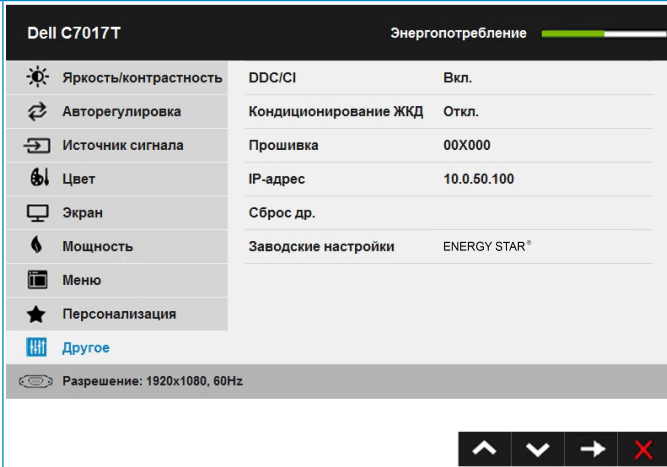 Dell C7017T
Энергопотребление
Яркость/контрастность
DDC/CI Вкл.
Авторегулировка
Кондиционирование ЖКД Откл.
Источник сигнала
Прошивка 00X000
Цвет
IP-адрес 10.0.50.100
Экран
Сброс др.
Мощность
Заводские настройки ENERGY STAR®
Меню
Персонализация
Другое
Разрешение: 1920x1080, 60Hz